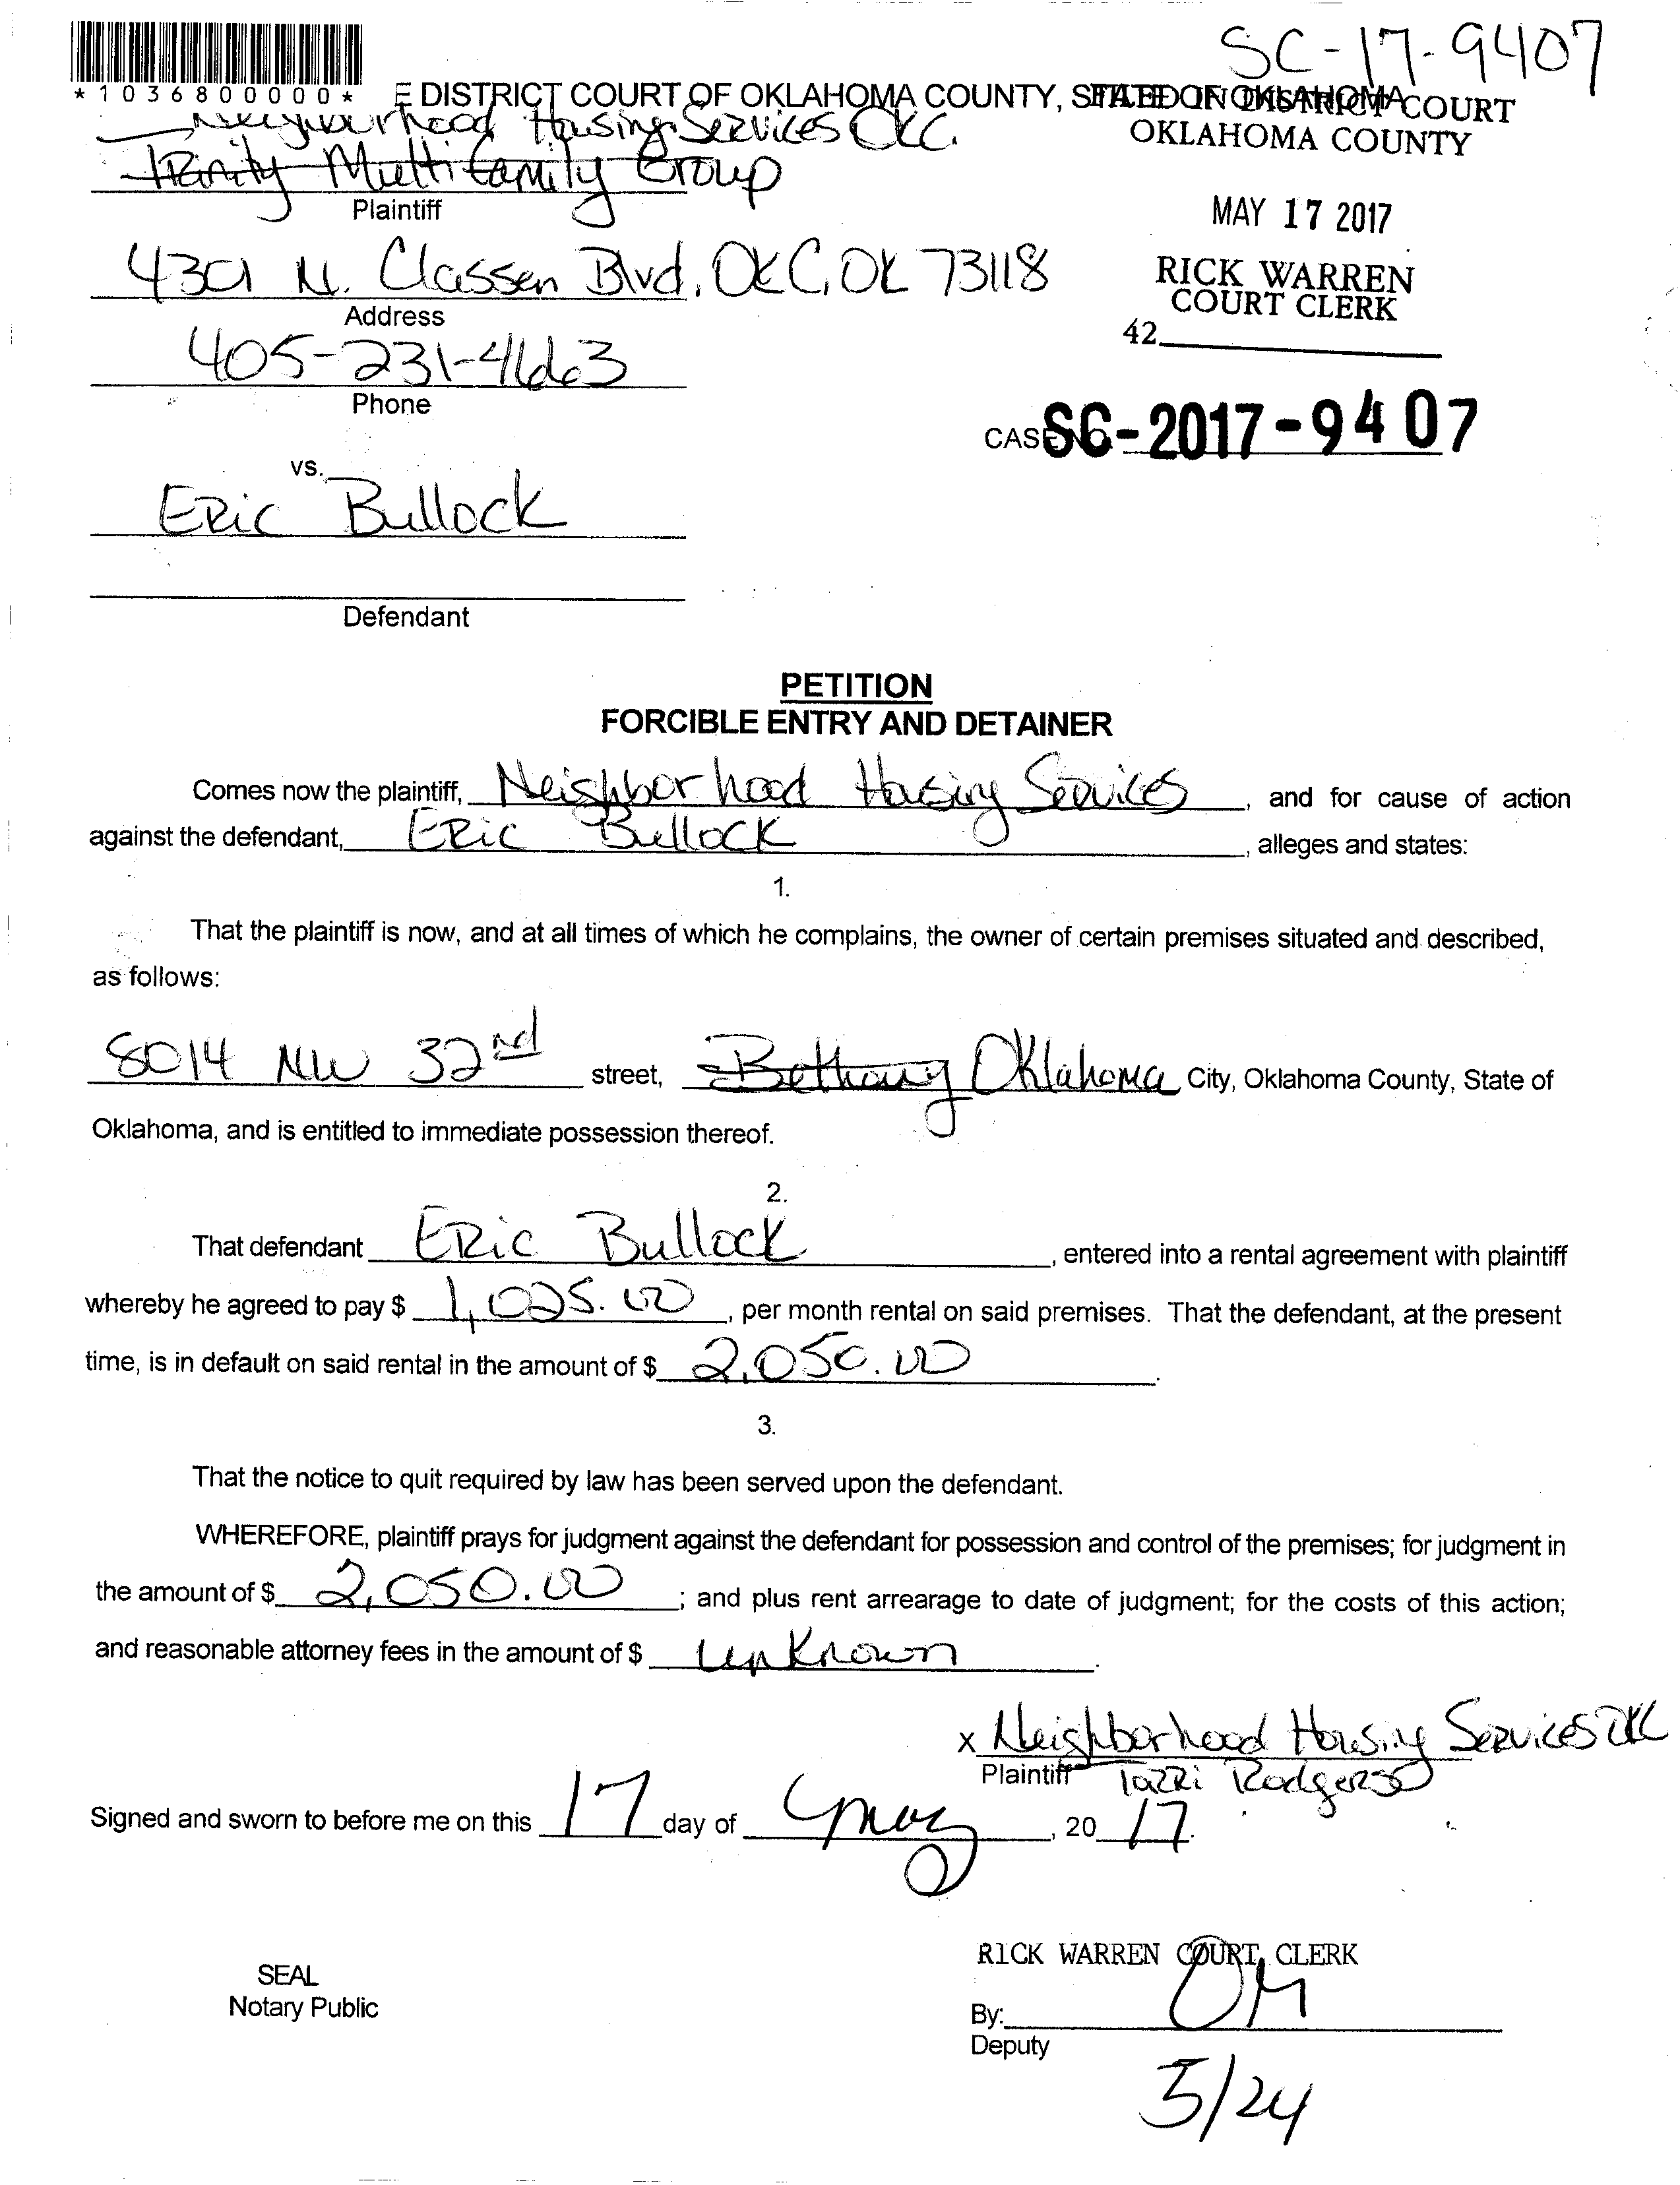 SC-17-9407
*1036800000*
E DISTRICT COURT OF OKLAHOMA COUNTY, STATE OF OKLAHOMA
FILED IN DISTRICT COURT
OKLAHOMA COUNTY
Neighborhood Housing Services OKC.
Trinity Multifamily Group
Plaintiff
MAY 17 2017
4301 N. Classen Blvd, OKC, OK 73118
Address
RICK WARREN
COURT CLERK
42
405-231-4663
Phone
CASE NO. SC-2017-9407
vs.
Eric Bullock
Defendant
PETITION
FORCIBLE ENTRY AND DETAINER
Comes now the plaintiff, Neighborhood Housing Services, and for cause of action
against the defendant, Eric Bullock, alleges and states:
1.
That the plaintiff is now, and at all times of which he complains, the owner of certain premises situated and described,
as follows:
8014 NW 32nd street, Bethany Oklahoma City, Oklahoma County, State of
Oklahoma, and is entitled to immediate possession thereof.
2.
That defendant Eric Bullock, entered into a rental agreement with plaintiff
whereby he agreed to pay $ 1,025.00, per month rental on said premises. That the defendant, at the present
time, is in default on said rental in the amount of $ 2,050.00.
3.
That the notice to quit required by law has been served upon the defendant.
WHEREFORE, plaintiff prays for judgment against the defendant for possession and control of the premises; for judgment in
the amount of $ 2,050.00; and plus rent arrearage to date of judgment; for the costs of this action;
and reasonable attorney fees in the amount of $ unknown.
x Neighborhood Housing Services OKC
Plaintiff Tazri Rodgers
Signed and sworn to before me on this 17 day of May, 20 17.
RICK WARREN COURT CLERK
SEAL
Notary Public
By: OM
Deputy
5/24